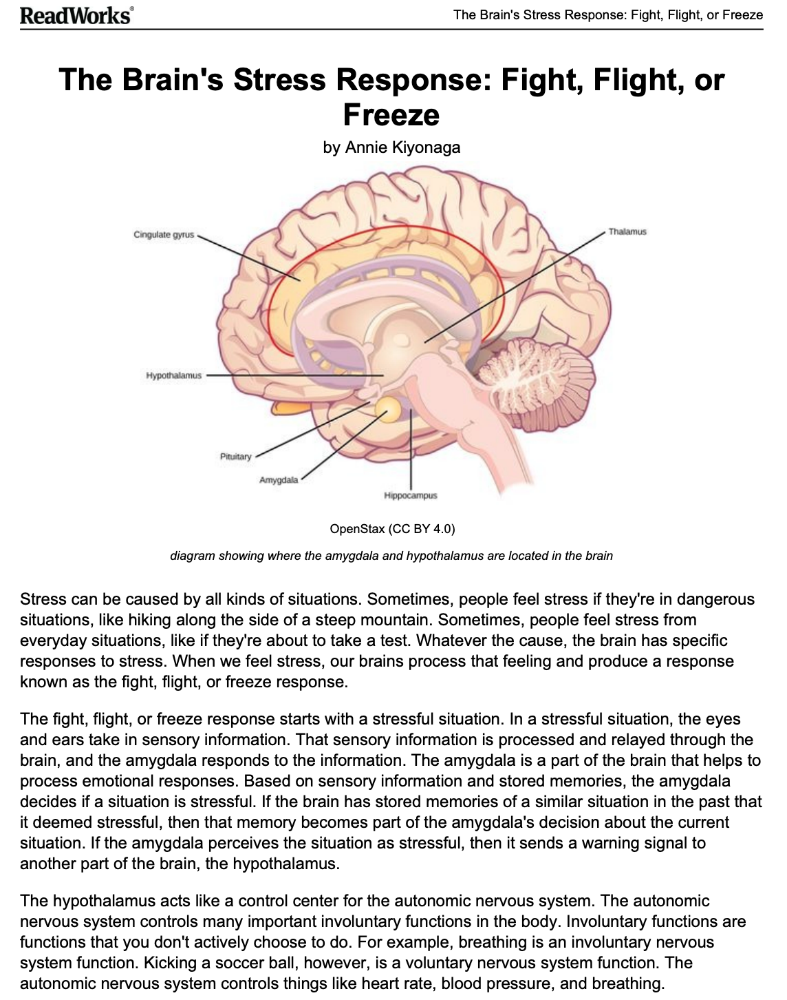 ReadWorks®
The Brain's Stress Response: Fight, Flight, or Freeze
The Brain's Stress Response: Fight, Flight, or
Freeze
by Annie Kiyonaga
Cingulate gyrus
Thalamus
Hypothalamus
Pituitary
Amygdala
Hippocampus
OpenStax (CC BY 4.0)
diagram showing where the amygdala and hypothalamus are located in the brain
Stress can be caused by all kinds of situations. Sometimes, people feel stress if they're in dangerous
situations, like hiking along the side of a steep mountain. Sometimes, people feel stress from
everyday situations, like if they're about to take a test. Whatever the cause, the brain has specific
responses to stress. When we feel stress, our brains process that feeling and produce a response
known as the fight, flight, or freeze response.
The fight, flight, or freeze response starts with a stressful situation. In a stressful situation, the eyes
and ears take in sensory information. That sensory information is processed and relayed through the
brain, and the amygdala responds to the information. The amygdala is a part of the brain that helps to
process emotional responses. Based on sensory information and stored memories, the amygdala
decides if a situation is stressful. If the brain has stored memories of a similar situation in the past that
it deemed stressful, then that memory becomes part of the amygdala's decision about the current
situation. If the amygdala perceives the situation as stressful, then it sends a warning signal to
another part of the brain, the hypothalamus.
The hypothalamus acts like a control center for the autonomic nervous system. The autonomic
nervous system controls many important involuntary functions in the body. Involuntary functions are
functions that you don't actively choose to do. For example, breathing is an involuntary nervous
system function. Kicking a soccer ball, however, is a voluntary nervous system function. The
autonomic nervous system controls things like heart rate, blood pressure, and breathing.